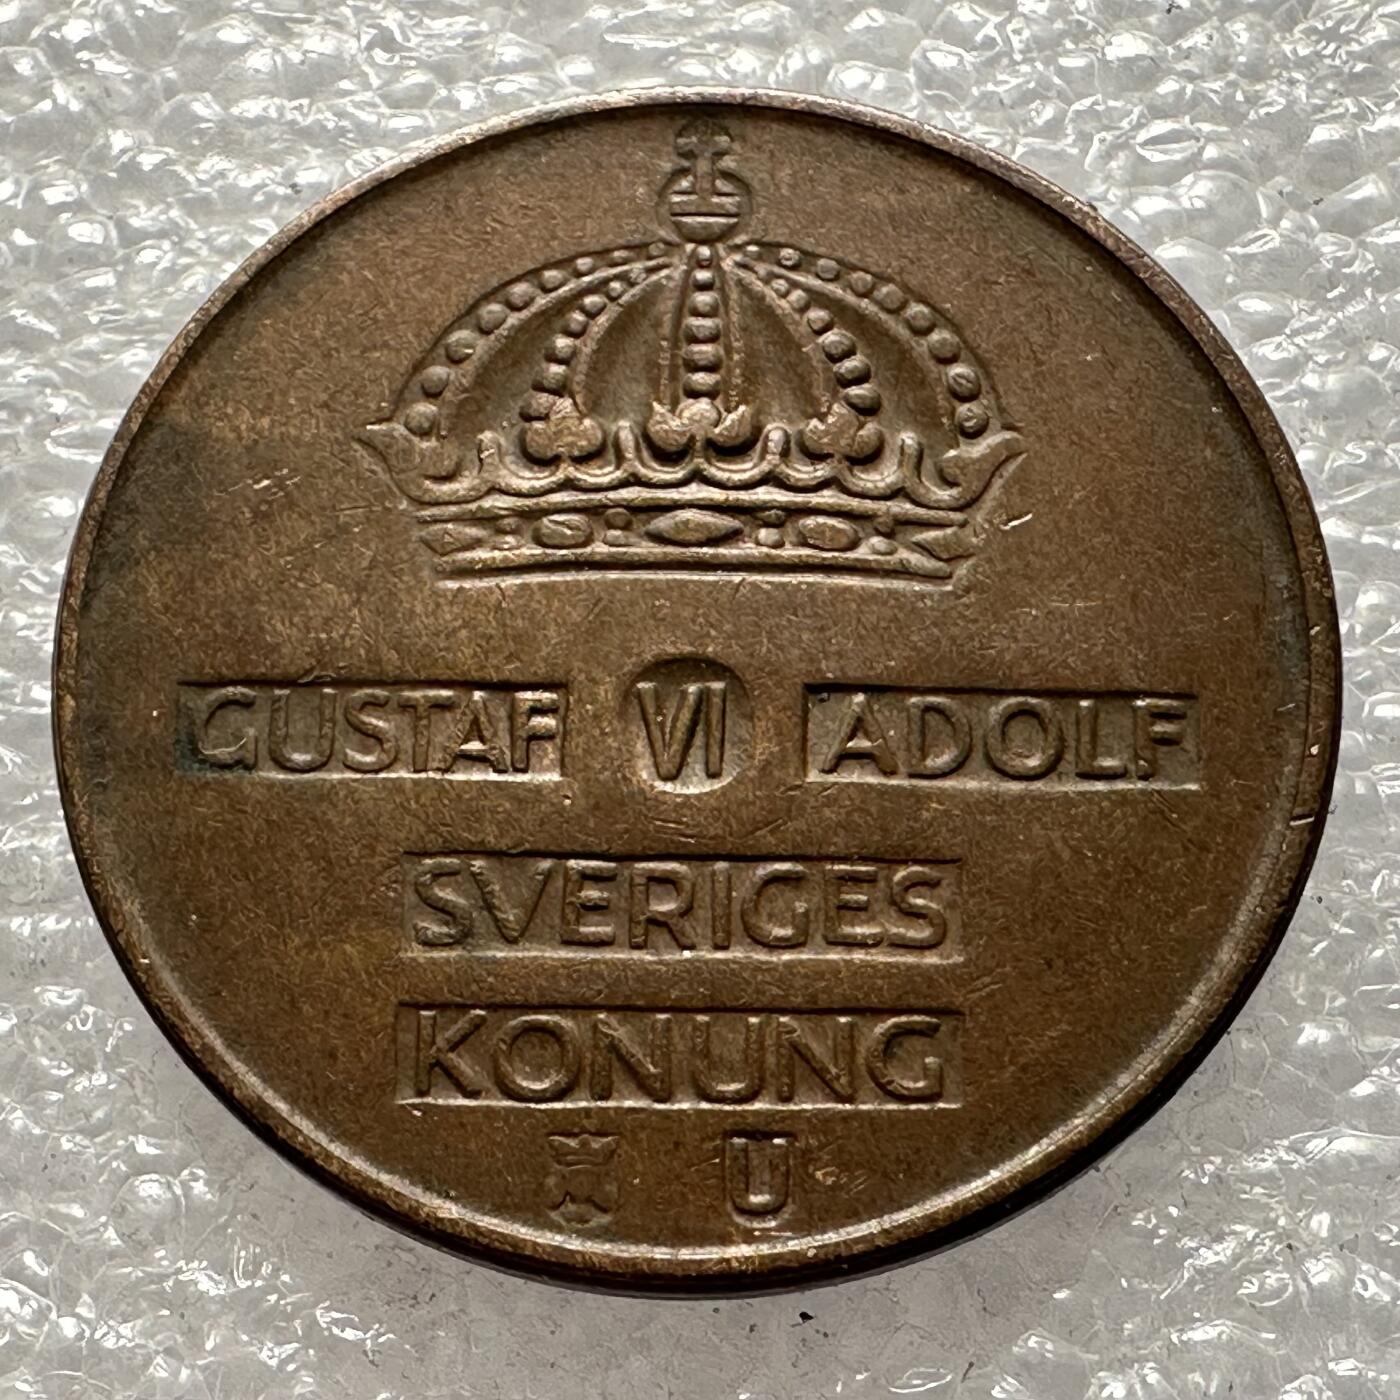 GUSTAF VI ADOLF
SVERIGES
KONUNG
U